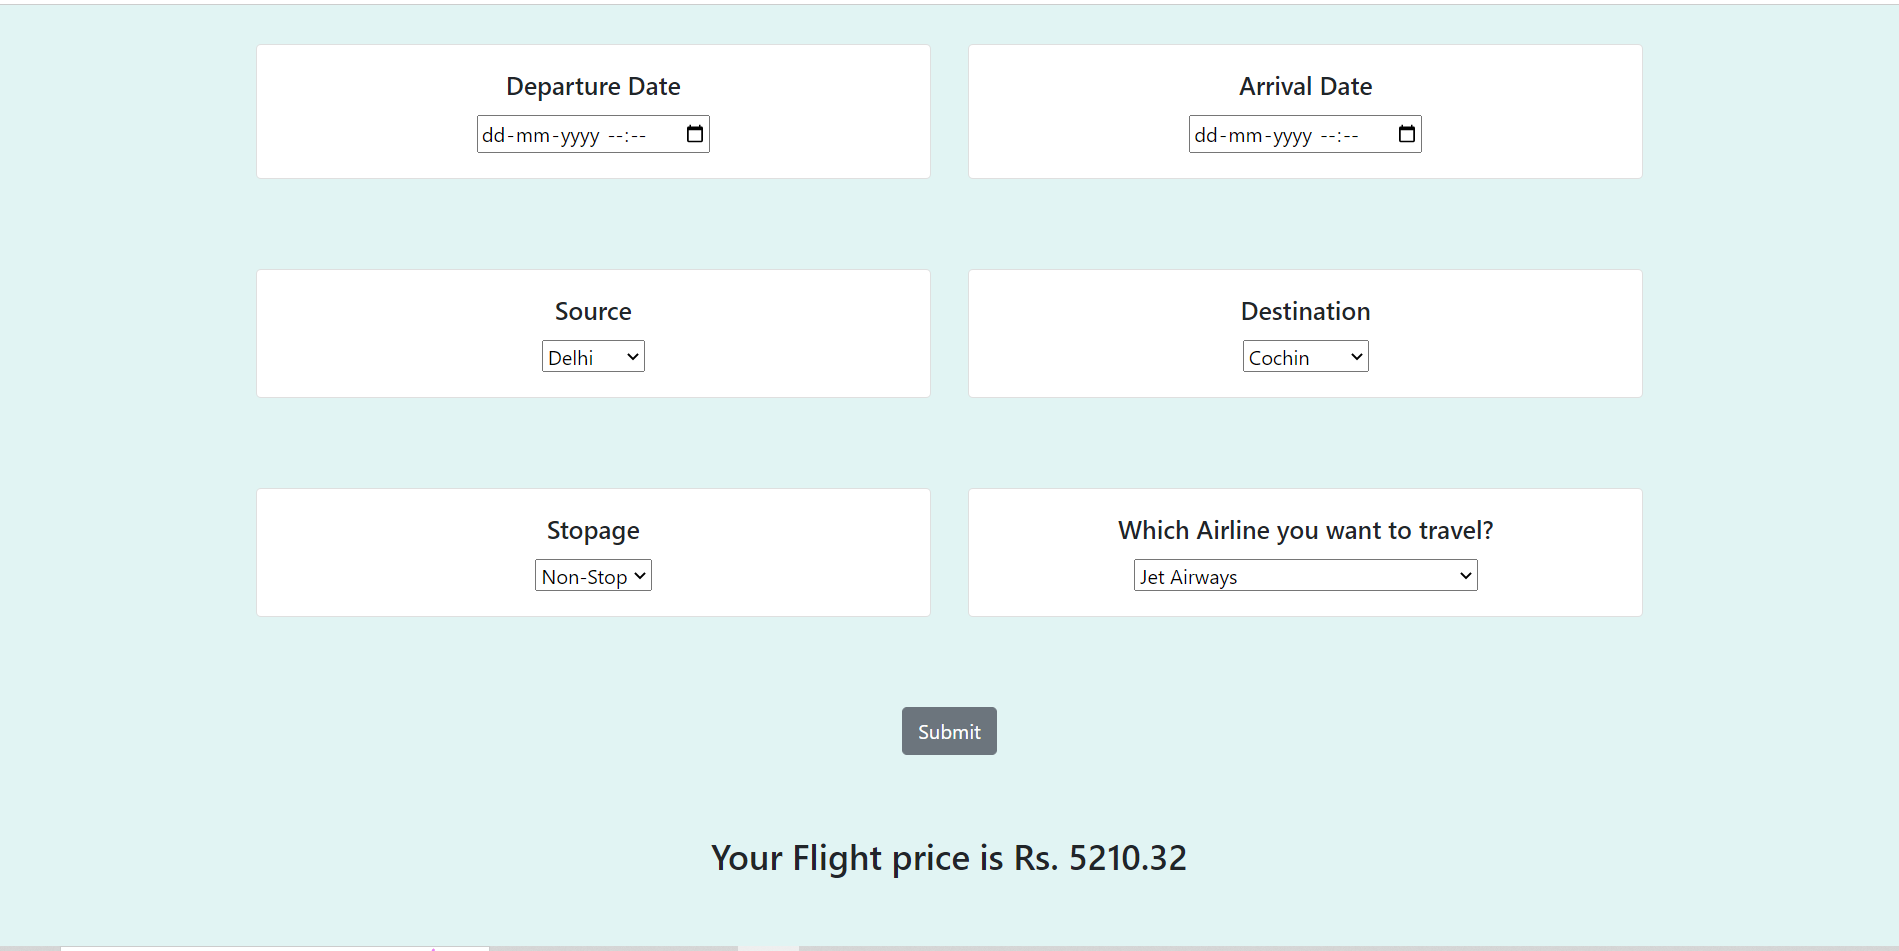 Departure Date
Arrival Date
dd-mm-yyyy --:--
dd-mm-yyyy --:--
Source
Destination
Delhi
Cochin
Stopage
Which Airline you want to travel?
Non-Stop
Jet Airways
Submit
Your Flight price is Rs. 5210.32